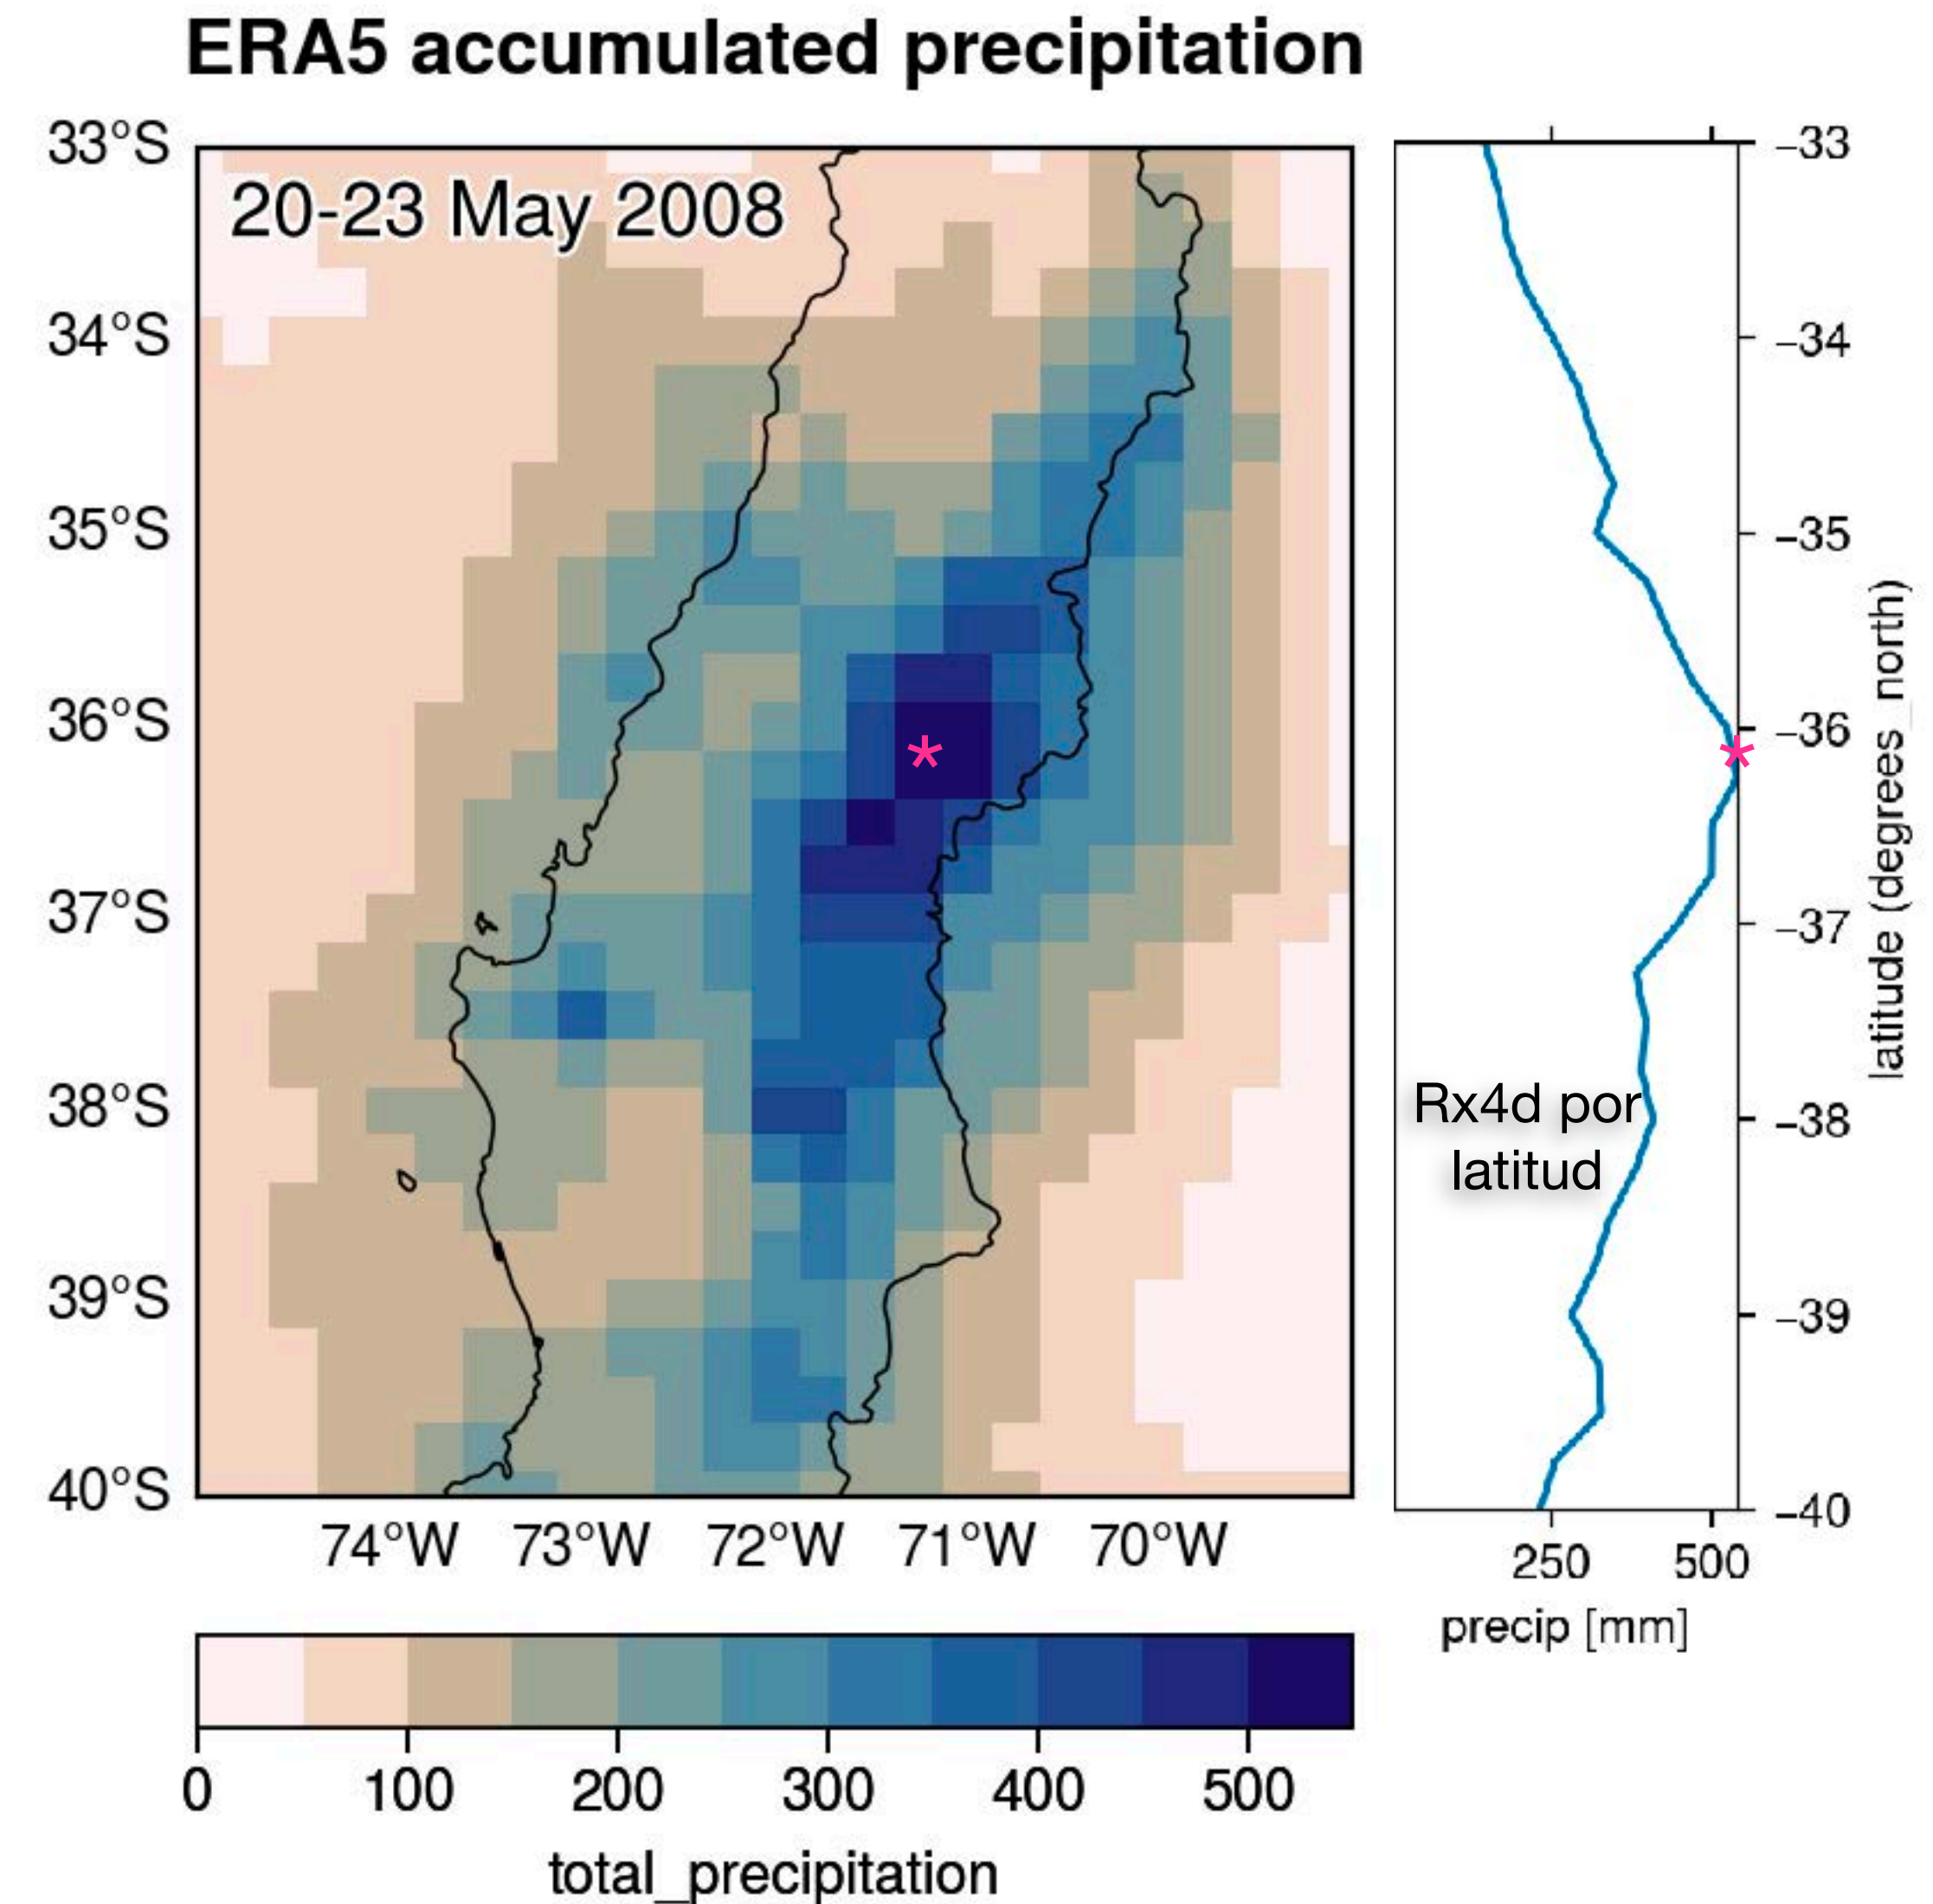 ERA5 accumulated precipitation
20-23 May 2008
33°S
34°S
35°S
36°S
37°S
38°S
39°S
40°S
74°W 73°W 72°W 71°W 70°W
*
0 100 200 300 400 500
total_precipitation
Rx4d por
latitud
*
−33
−34
−35
−36
−37
−38
−39
−40
latitude (degrees_north)
250 500
precip [mm]